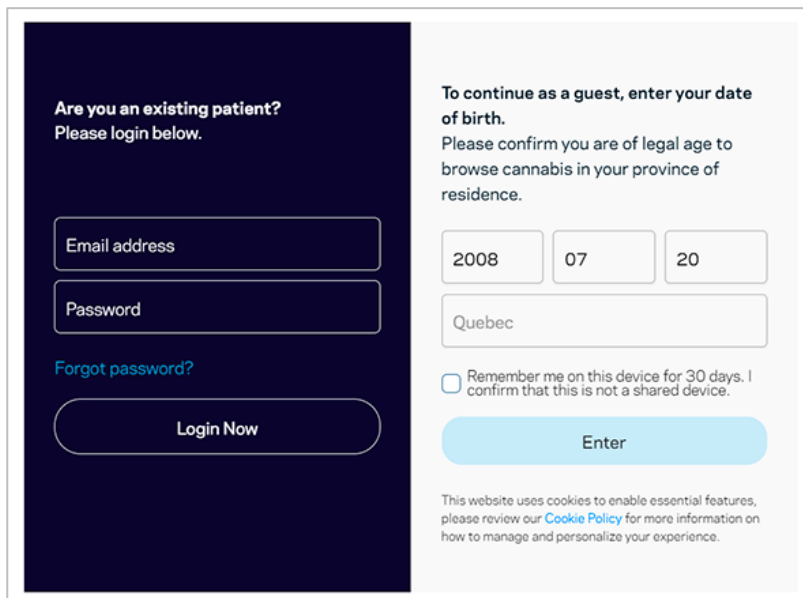 Are you an existing patient?
Please login below.
Email address
Password
Forgot password?
Login Now
To continue as a guest, enter your date
of birth.
Please confirm you are of legal age to
browse cannabis in your province of
residence.
2008 07 20
Quebec
Remember me on this device for 30 days. I
confirm that this is not a shared device.
Enter
This website uses cookies to enable essential features,
please review our Cookie Policy for more information on
how to manage and personalize your experience.